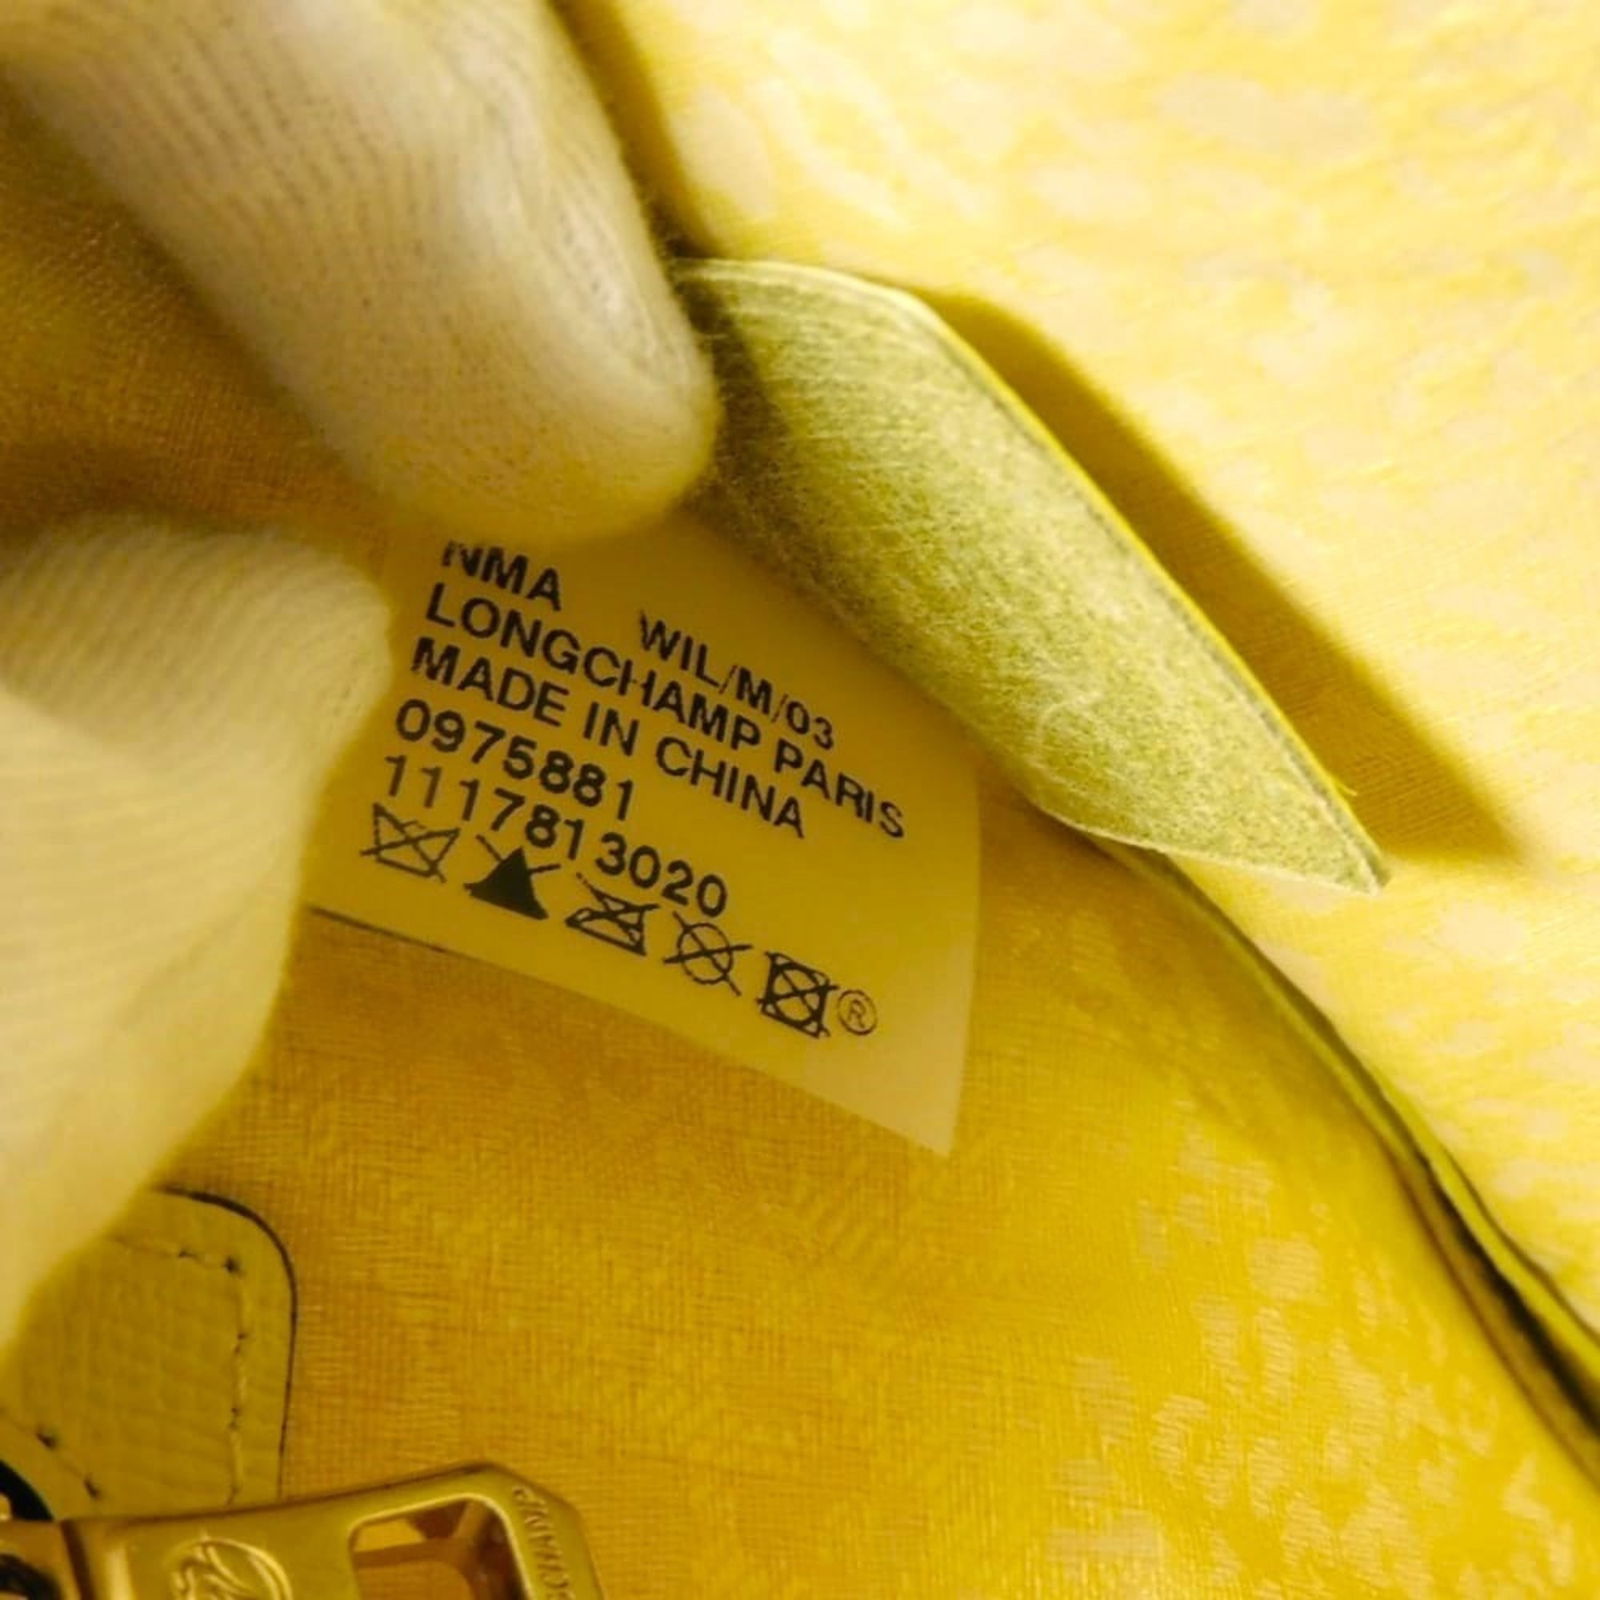 NMA WIL/M/03
LONGCHAMP PARIS
MADE IN CHINA
0975881
1117813020
®